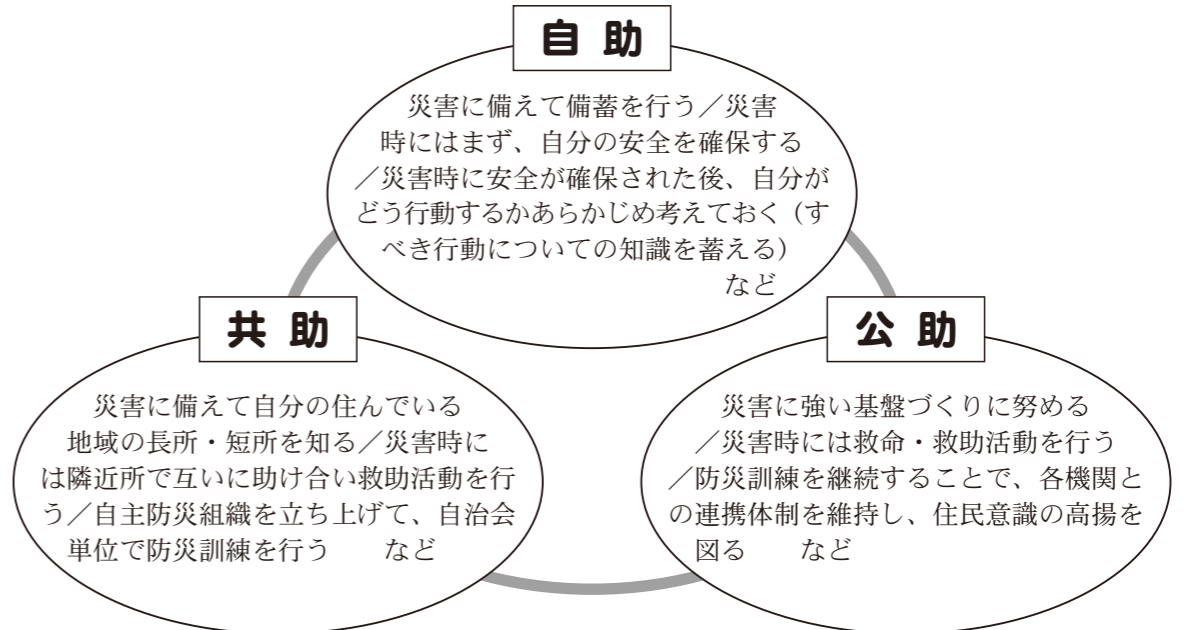 自助
災害に備えて備蓄を行う／災害
時にはまず、自分の安全を確保する
／災害時に安全が確保された後、自分が
どう行動するかあらかじめ考えておく（す
べき行動についての知識を蓄える）
など
共助
災害に備えて自分の住んでいる
地域の長所・短所を知る／災害時に
は隣近所で互いに助け合い救助活動を行
う／自主防災組織を立ち上げて、自治会
単位で防災訓練を行う　　など
公助
災害に強い基盤づくりに努める
／災害時には救命・救助活動を行う
／防災訓練を継続することで、各機関と
の連携体制を維持し、住民意識の高揚を
図る　　など